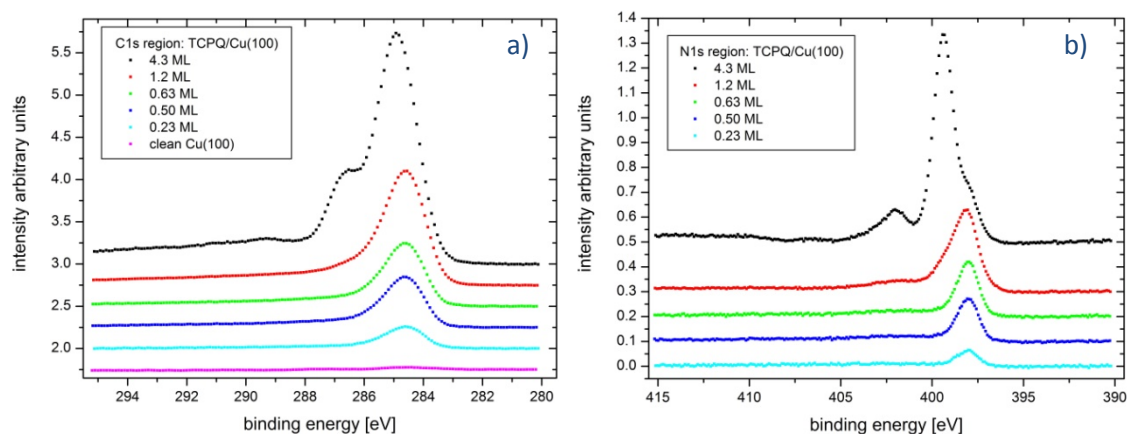 a)
C1s region: TCPQ/Cu(100)
4.3 ML
1.2 ML
0.63 ML
0.50 ML
0.23 ML
clean Cu(100)
intensity arbitrary units
5.5
5.0
4.5
4.0
3.5
3.0
2.5
2.0
294 292 290 288 286 284 282 280
binding energy [eV]
b)
N1s region: TCPQ/Cu(100)
4.3 ML
1.2 ML
0.63 ML
0.50 ML
0.23 ML
intensity arbitrary units
1.4
1.3
1.2
1.1
1.0
0.9
0.8
0.7
0.6
0.5
0.4
0.3
0.2
0.1
0.0
415 410 405 400 395 390
binding energy [eV]